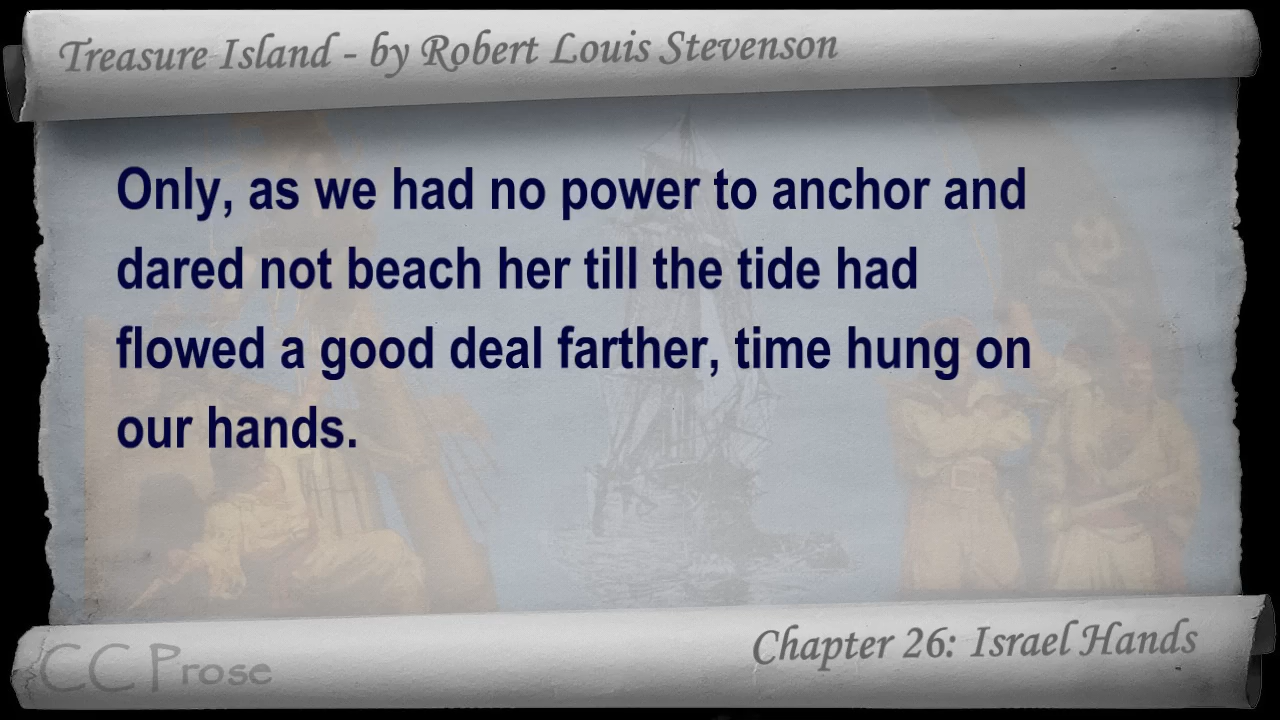 Treasure Island - by Robert Louis Stevenson
Only, as we had no power to anchor and
dared not beach her till the tide had
flowed a good deal farther, time hung on
our hands.
Chapter 26: Israel Hands
CC Prose